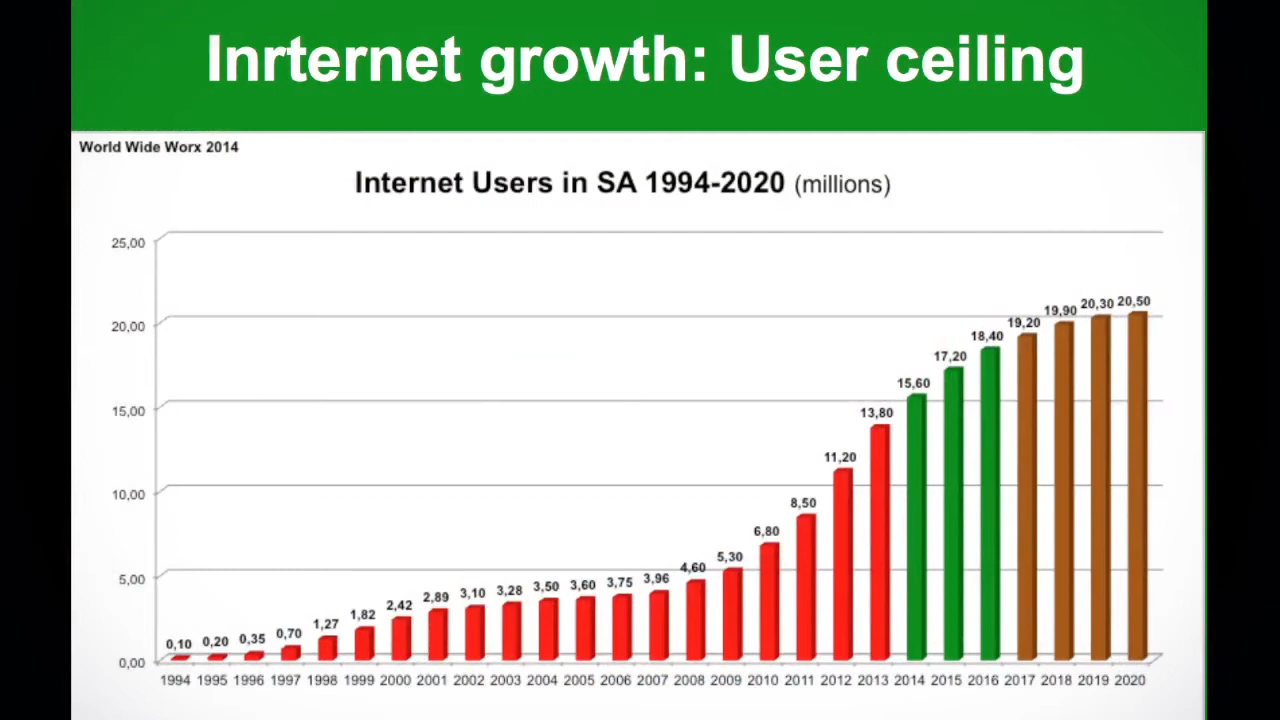 Inrternet growth: User ceiling
World Wide Worx 2014
Internet Users in SA 1994-2020 (millions)
25,00
20,00
15,00
10,00
5,00
0,00
0,10 0,20 0,35 0,70 1,27 1,82 2,42 2,89 3,10 3,28 3,50 3,60 3,75 3,96 4,60 5,30 6,80 8,50 11,20 13,80 15,60 17,20 18,40 19,20 19,90 20,30 20,50
1994 1995 1996 1997 1998 1999 2000 2001 2002 2003 2004 2005 2006 2007 2008 2009 2010 2011 2012 2013 2014 2015 2016 2017 2018 2019 2020